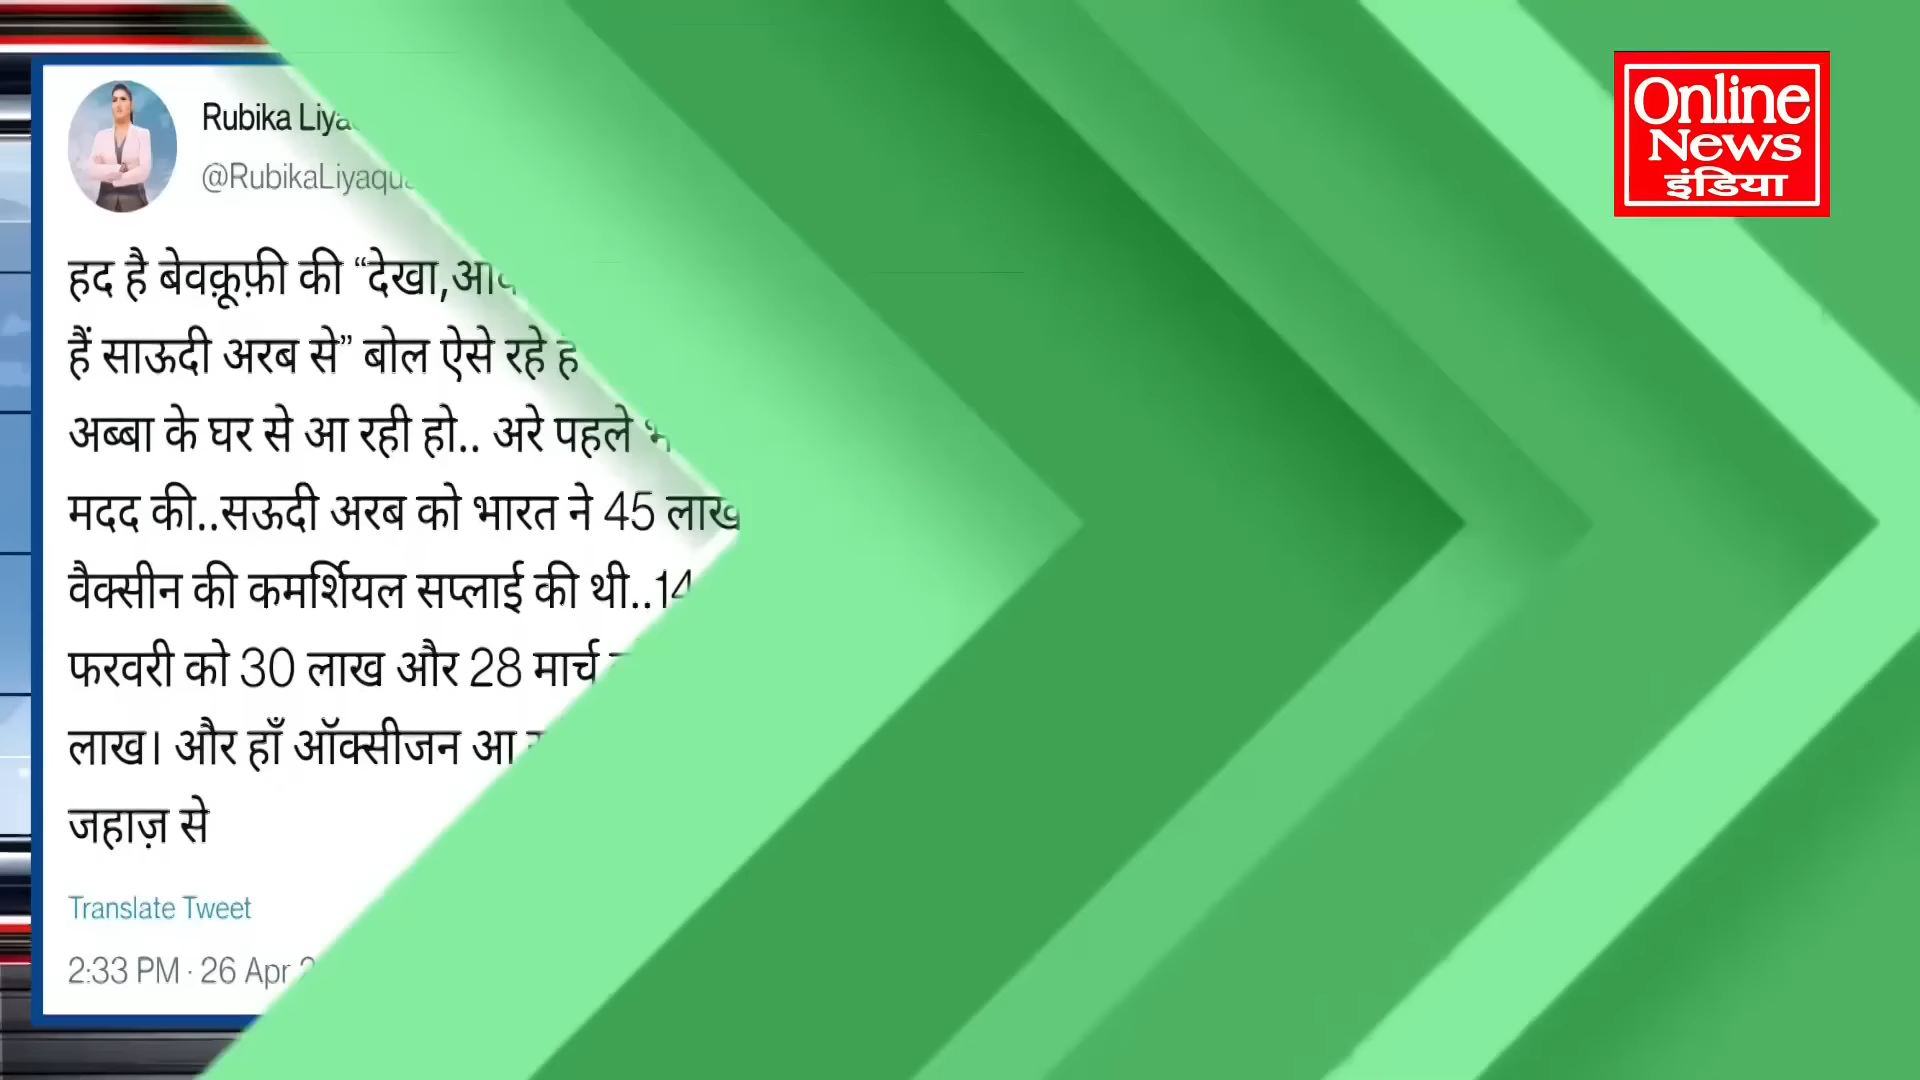 Rubika
हद है बेवक़ूफ़ी की “देखा,
हैं साऊदी अरब से” बोल ऐसे रहे
अब्बा के घर से आ रही हो.. अरे पहले
मदद की..सऊदी अरब को भारत ने 45 लाख
वैक्सीन की कमर्शियल सप्लाई की थी..14
फरवरी को 30 लाख और 28 मार्च
लाख। और हाँ ऑक्सीजन आ
जहाज़ से
Translate Tweet
2:33 PM · 26 Apr
Online
News
इंडिया